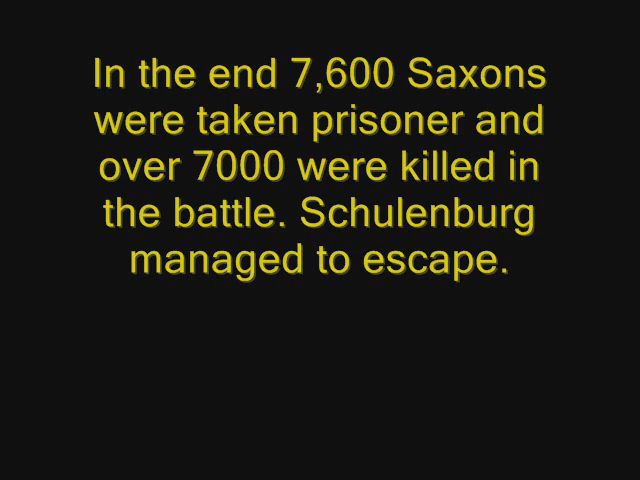 In the end 7,600 Saxons
were taken prisoner and
over 7000 were killed in
the battle. Schulenburg
managed to escape.